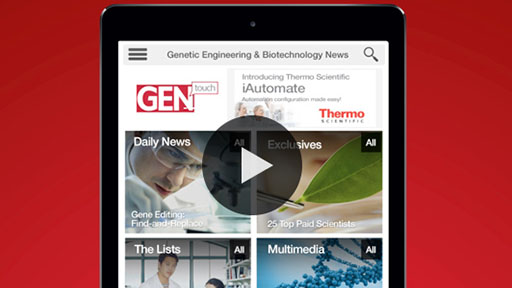 Genetic Engineering & Biotechnology News
GEN
touch
Introducing Thermo Scientific
iAutomate
Automation configuration made easy!
Thermo
SCIENTIFIC
Daily News
All
Exclusives
All
Gene Editing:
Find-and-Replace
25 Top Paid Scientists
The Lists
All
Multimedia
All